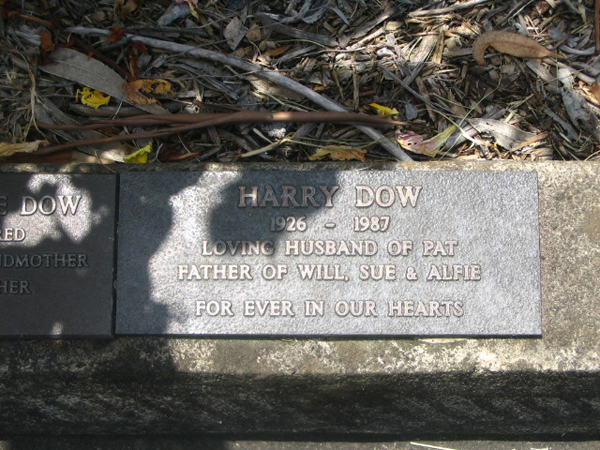 E DOW
RED
NDMOTHER
HER
HARRY DOW
1926 - 1987
LOVING HUSBAND OF PAT
FATHER OF WILL, SUE & ALFIE
FOR EVER IN OUR HEARTS